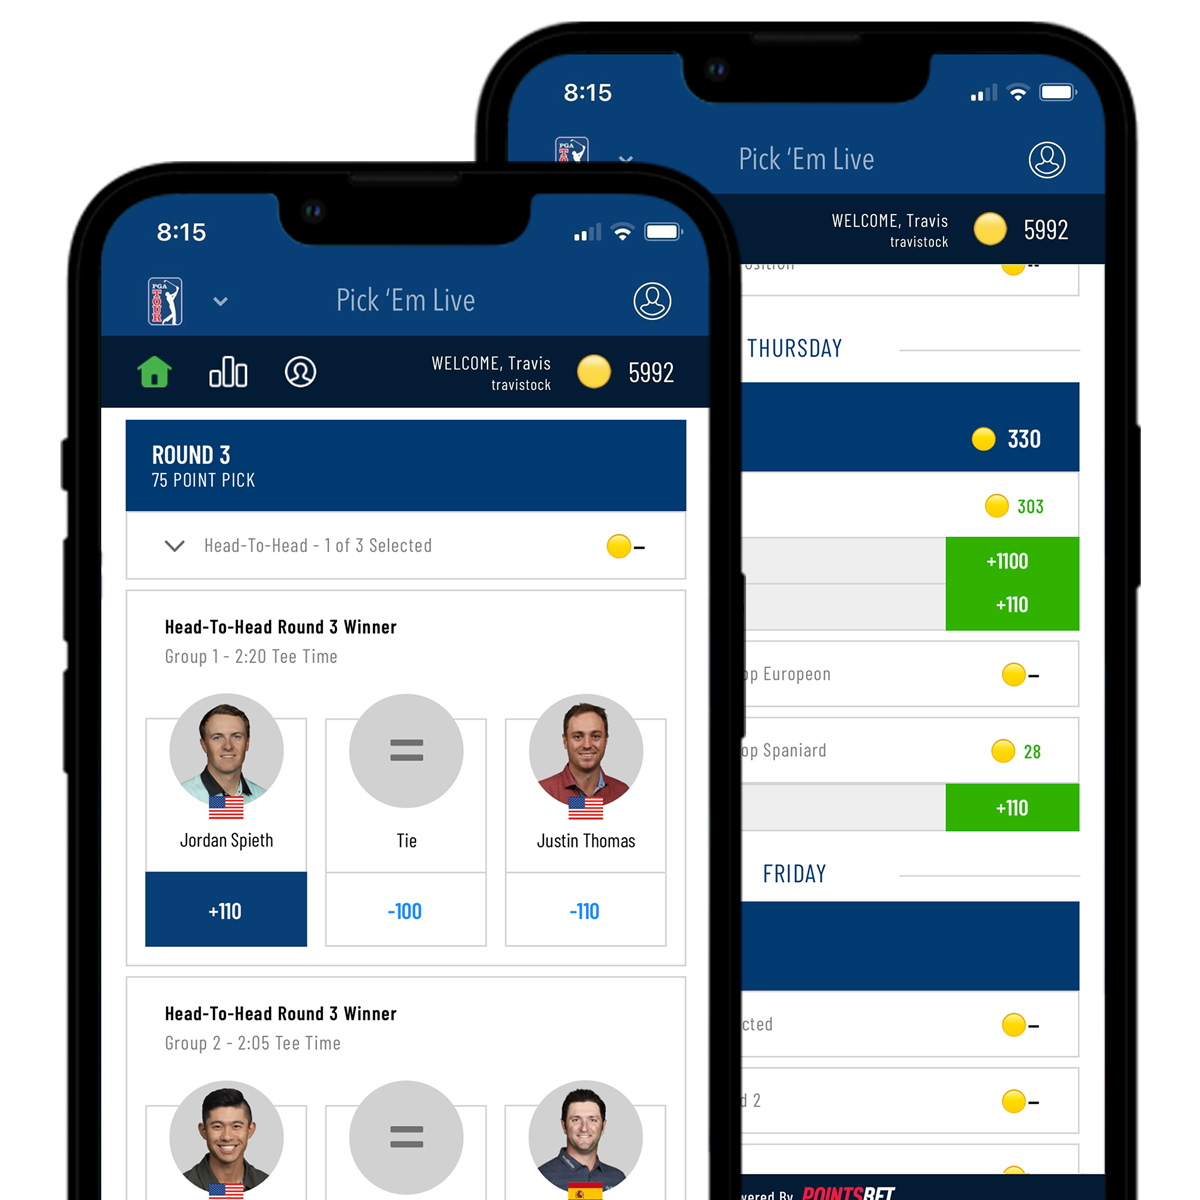 8:15
Pick ‘Em Live
WELCOME, Travis
travistock
5992
--
THURSDAY
330
303
+1100
+110
op Europeon
–
op Spaniard
28
+110
FRIDAY
cted
–
d 2
–
wered By POINTSBET
8:15
PGA TOUR
Pick ‘Em Live
WELCOME, Travis
travistock
5992
ROUND 3
75 POINT PICK
Head-To-Head - 1 of 3 Selected
–
Head-To-Head Round 3 Winner
Group 1 - 2:20 Tee Time
=
Jordan Spieth
Tie
Justin Thomas
+110
-100
-110
Head-To-Head Round 3 Winner
Group 2 - 2:05 Tee Time
=